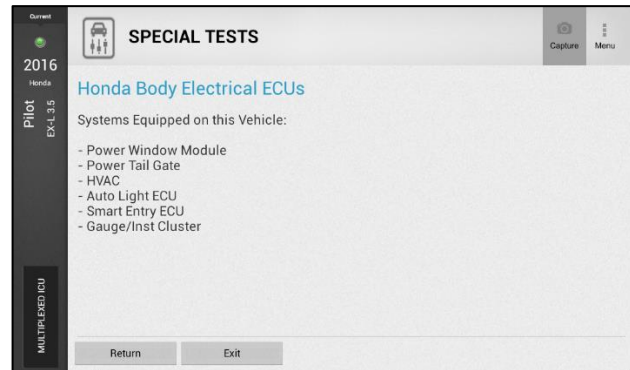 Current
2016
Honda
Pilot
EX-L 3.5
MULTIPLEXED ICU
SPECIAL TESTS
Capture
Menu
Honda Body Electrical ECUs
Systems Equipped on this Vehicle:
- Power Window Module
- Power Tail Gate
- HVAC
- Auto Light ECU
- Smart Entry ECU
- Gauge/Inst Cluster
Return
Exit